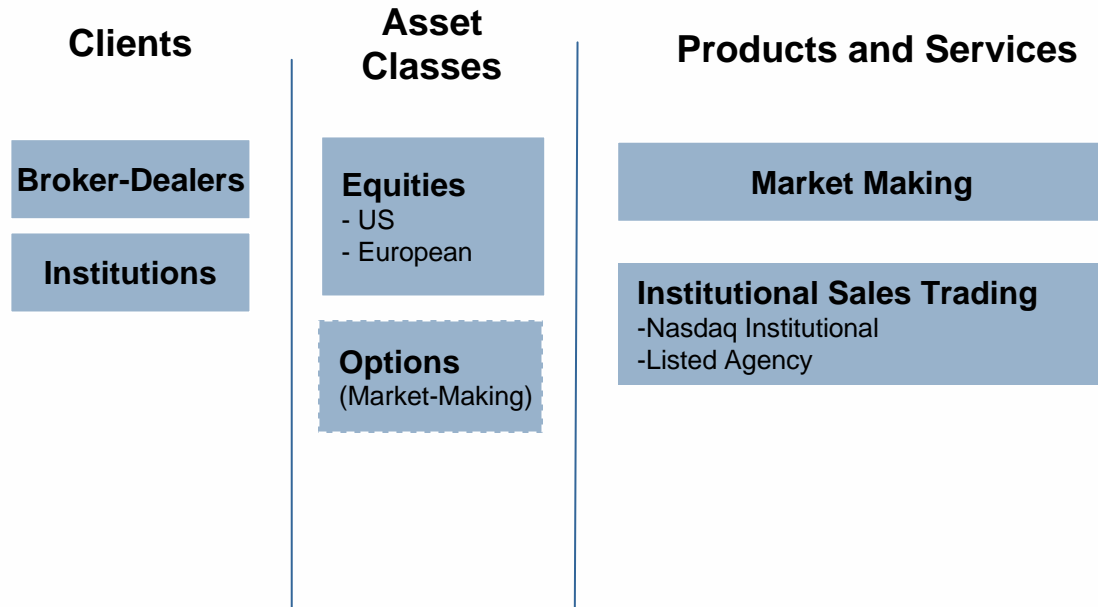 Clients
Asset
Classes
Products and Services
Broker-Dealers
Institutions
Equities
- US
- European
Options
(Market-Making)
Market Making
Institutional Sales Trading
-Nasdaq Institutional
-Listed Agency